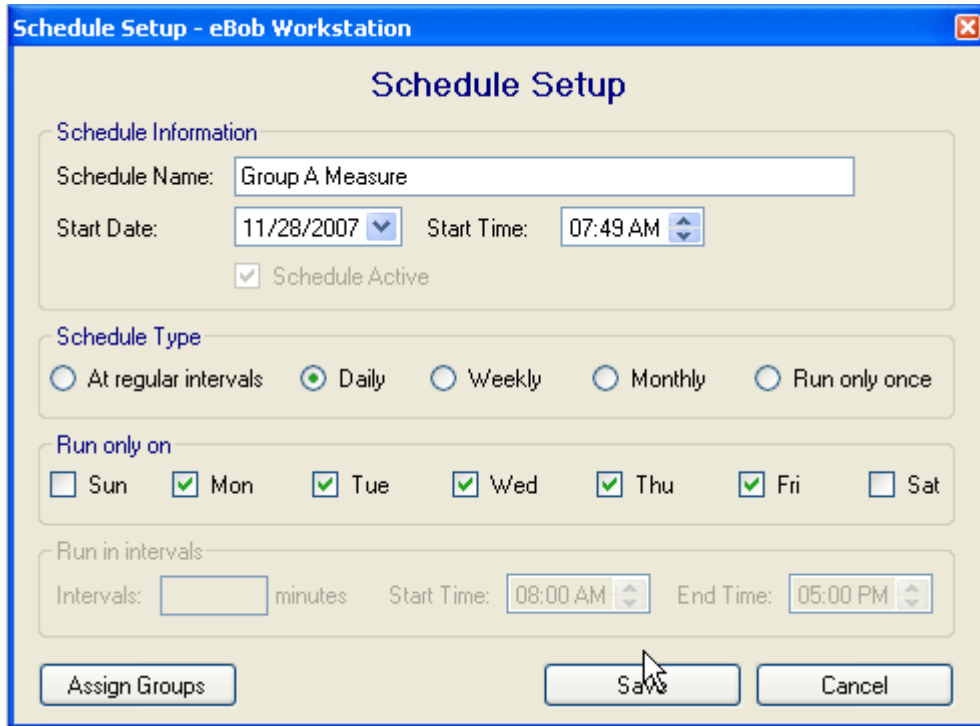 Schedule Setup - eBob Workstation
Schedule Setup
Schedule Information
Schedule Name: Group A Measure
Start Date: 11/28/2007 Start Time: 07:49 AM
Schedule Active
Schedule Type
At regular intervals Daily Weekly Monthly Run only once
Run only on
Sun Mon Tue Wed Thu Fri Sat
Run in intervals
Intervals: minutes Start Time: 08:00 AM End Time: 05:00 PM
Assign Groups Save Cancel